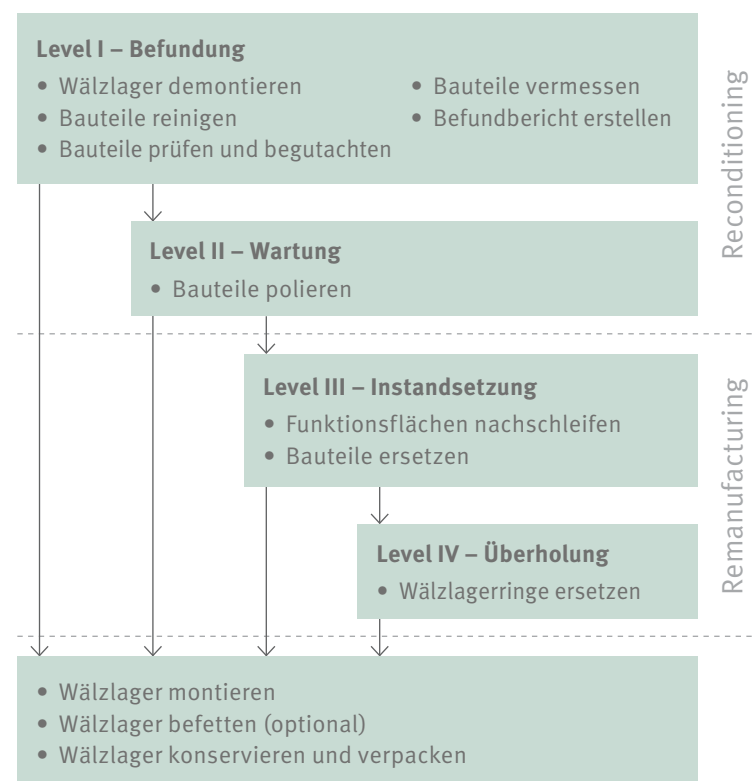 Level I – Befundung
• Wälzlager demontieren
• Bauteile reinigen
• Bauteile prüfen und begutachten
• Bauteile vermessen
• Befundbericht erstellen
Reconditioning
Level II – Wartung
• Bauteile polieren
Level III – Instandsetzung
• Funktionsflächen nachschleifen
• Bauteile ersetzen
Remanufacturing
Level IV – Überholung
• Wälzlagerringe ersetzen
• Wälzlager montieren
• Wälzlager befetten (optional)
• Wälzlager konservieren und verpacken